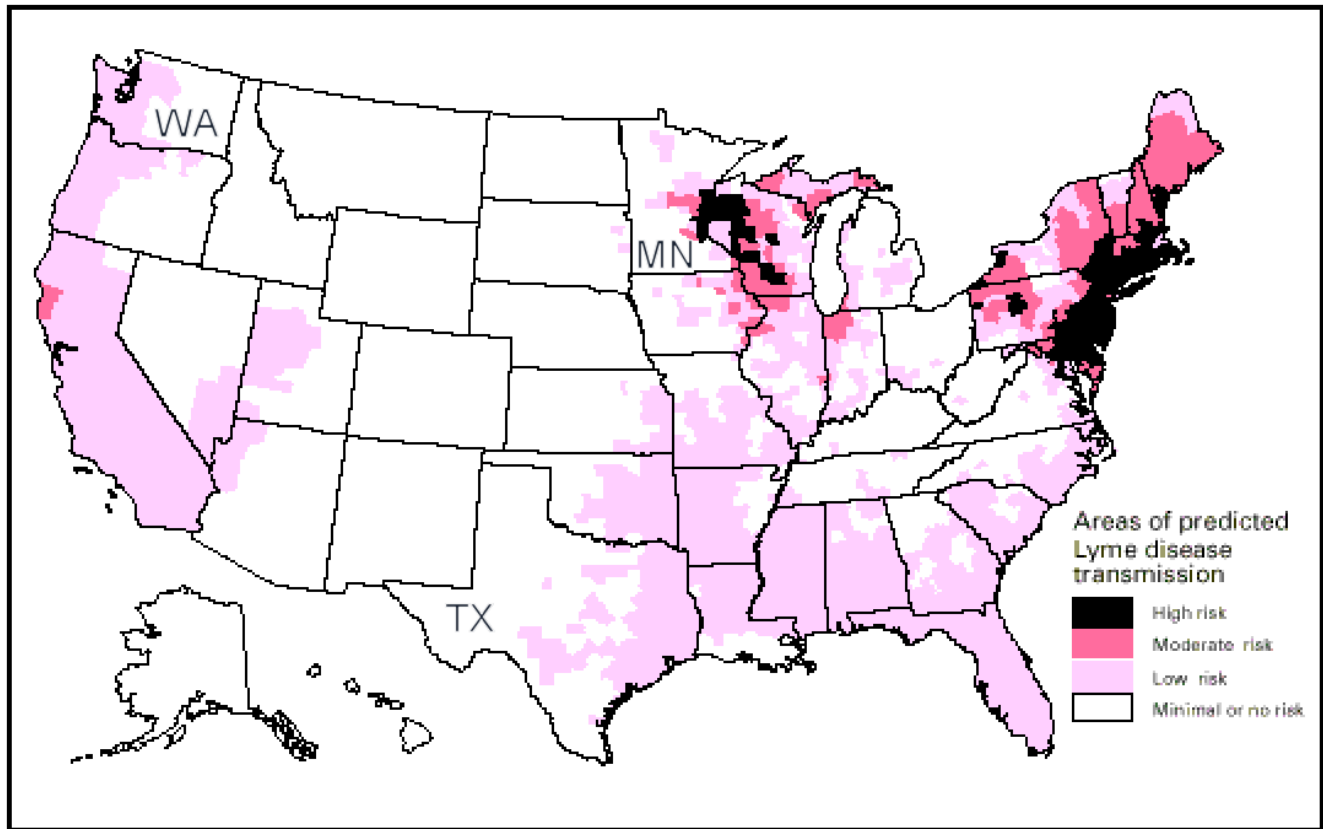 WA
MN
TX
Areas of predicted
Lyme disease
transmission
High risk
Moderate risk
Low risk
Minimal or no risk